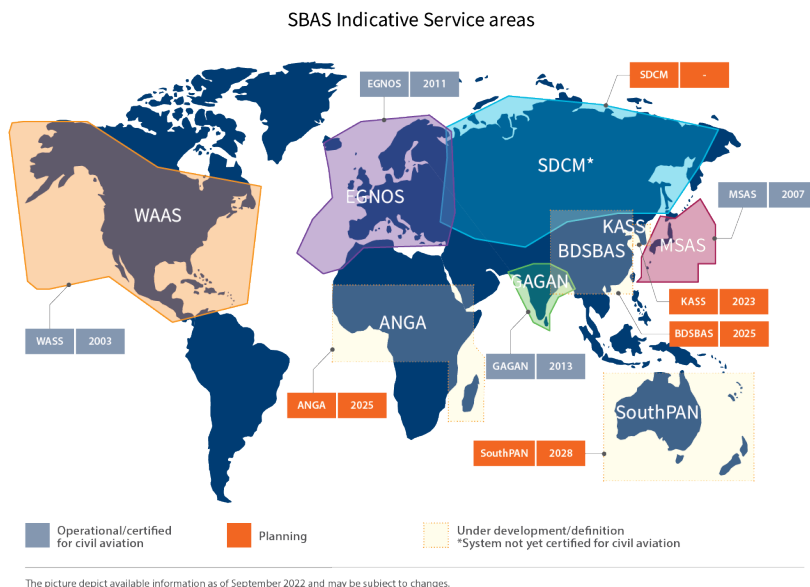 SBAS Indicative Service areas
SDCM -
EGNOS 2011
SDCM*
MSAS 2007
EGNOS
WAAS
KASS
MSAS
BDSBAS
GAGAN
KASS 2023
ANGA
BDSBAS 2025
WASS 2003
GAGAN 2013
ANGA 2025
SouthPAN
SouthPAN 2028
Operational/certified
for civil aviation
Planning
Under development/definition
*System not yet certified for civil aviation
The picture depict available information as of September 2022 and may be subject to changes.